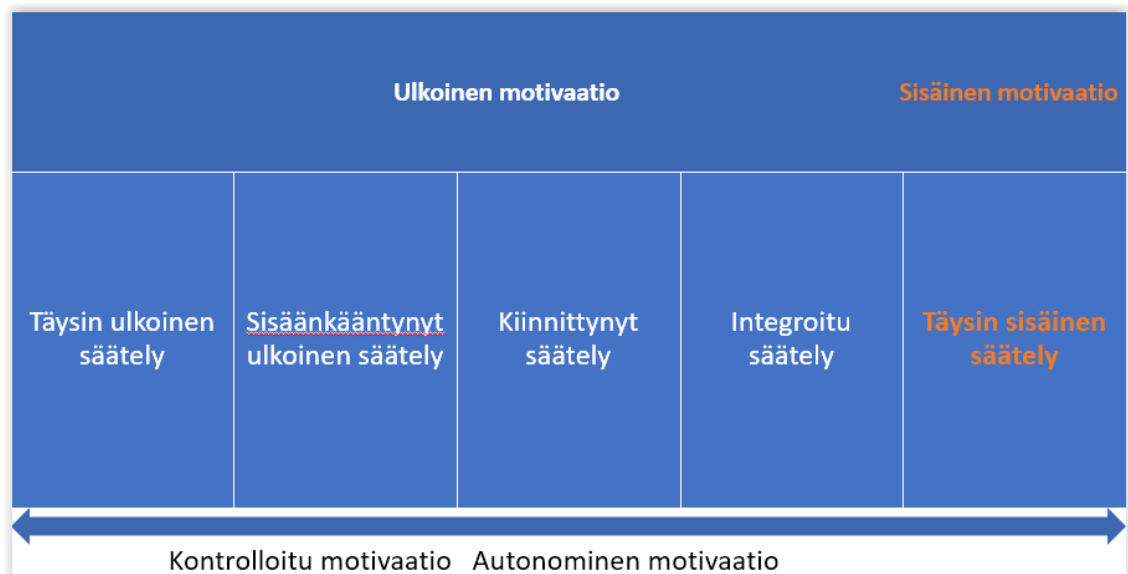 Ulkoinen motivaatio
Sisäinen motivaatio
Täysin ulkoinen
säätely
Sisäänkääntynyt
ulkoinen säätely
Kiinnittynyt
säätely
Integroitu
säätely
Täysin sisäinen
säätely
Kontrolloitu motivaatio
Autonominen motivaatio